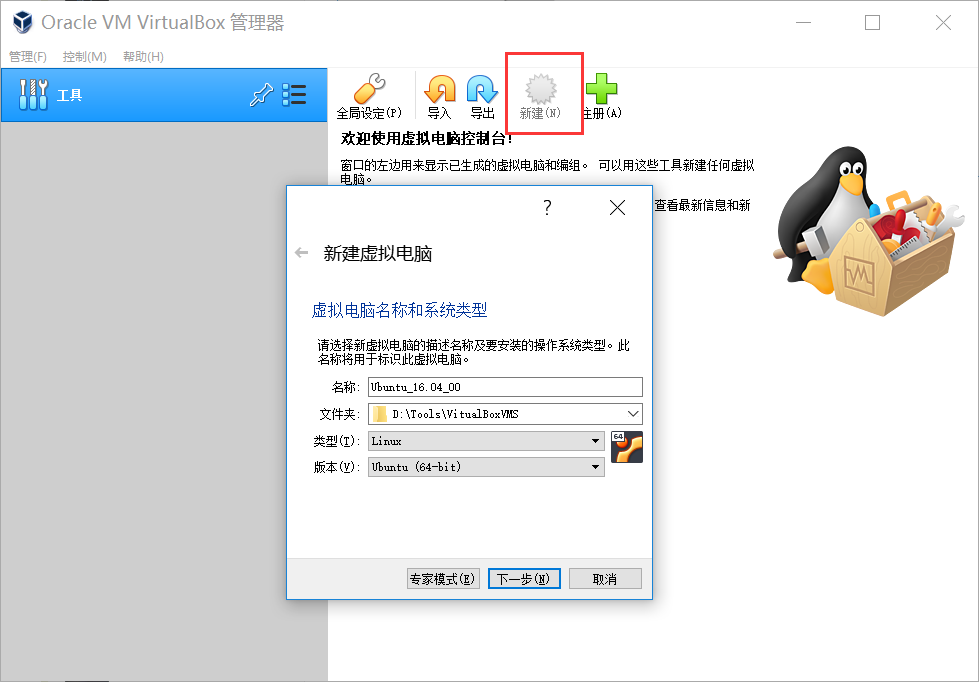 Oracle VM VirtualBox 管理器
管理(F) 控制(M) 帮助(H)
工具
全局设定(P) 导入 导出 新建(N) 注册(A)
欢迎使用虚拟电脑控制台!
窗口的左边用来显示已生成的虚拟电脑和编组。 可以用这些工具新建任何虚拟
电脑。
查看最新信息和新
?
新建虚拟电脑
虚拟电脑名称和系统类型
请选择新虚拟电脑的描述名称及要安装的操作系统类型。此
名称将用于标识此虚拟电脑。
名称: Ubuntu_16.04_00
文件夹: D:\Tools\VitualBoxVMS
类型(T): Linux
64
版本(V): Ubuntu (64-bit)
专家模式(E) 下一步(N) 取消